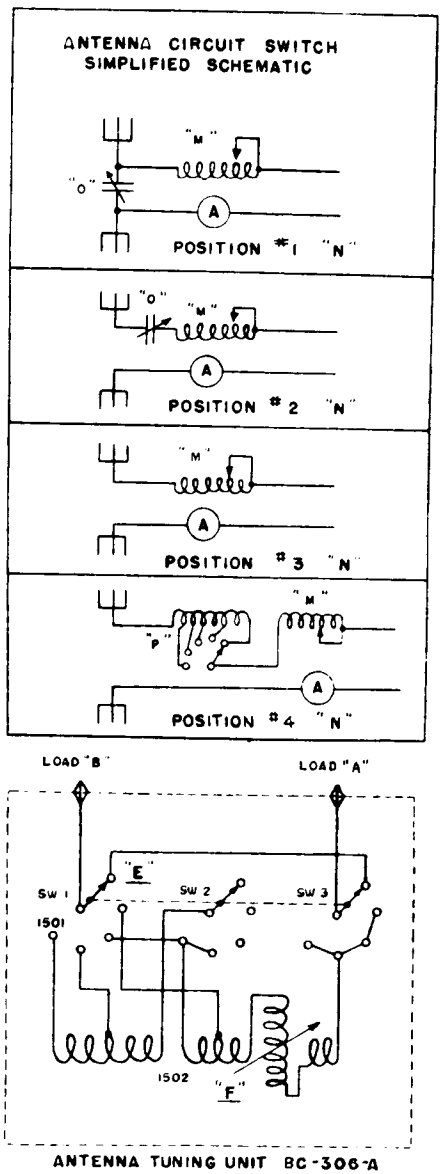 ANTENNA CIRCUIT SWITCH
SIMPLIFIED SCHEMATIC
"M"
"O"
A
POSITION #1 "N"
"O"
"M"
A
POSITION #2 "N"
"M"
A
POSITION #3 "N"
"M"
"P"
A
POSITION #4 "N"
LOAD "B"
LOAD "A"
"E"
SW 1
SW 2
SW 3
1501
1502
"F"
ANTENNA TUNING UNIT BC-306-A